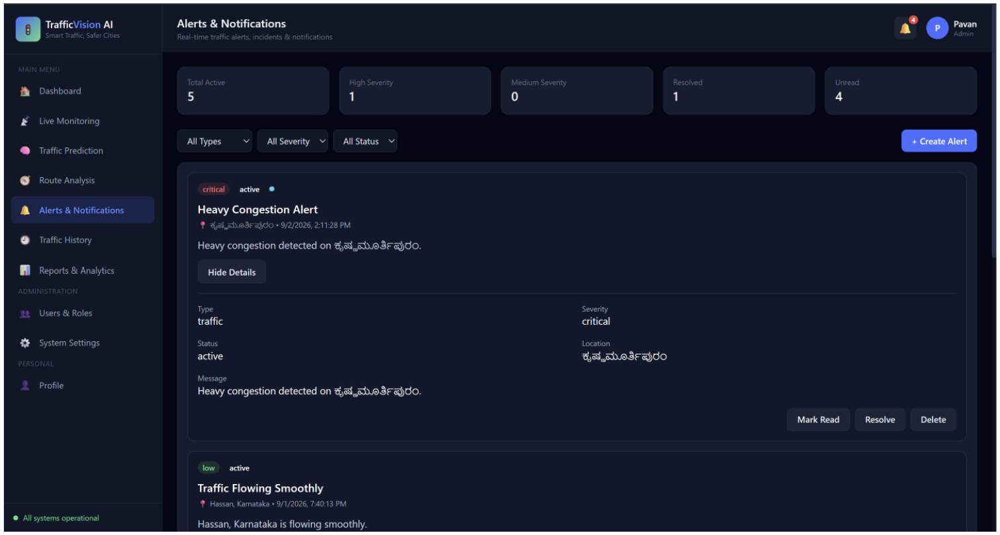 TrafficVision AI
Smart Traffic, Safer Cities
MAIN MENU
Dashboard
Live Monitoring
Traffic Prediction
Route Analysis
Alerts & Notifications
Traffic History
Reports & Analytics
ADMINISTRATION
Users & Roles
System Settings
PERSONAL
Profile
All systems operational
Alerts & Notifications
Real-time traffic alerts, incidents & notifications
4
P
Pavan
Admin
Total Active
5
High Severity
1
Medium Severity
0
Resolved
1
Unread
4
All Types
All Severity
All Status
+ Create Alert
critical active
Heavy Congestion Alert
ಕೃಷ್ಣಮೂರ್ತಿಪುರಂ • 9/2/2026, 2:11:28 PM
Heavy congestion detected on ಕೃಷ್ಣಮೂರ್ತಿಪುರಂ.
Hide Details
Type
traffic
Severity
critical
Status
active
Location
ಕೃಷ್ಣಮೂರ್ತಿಪುರಂ
Message
Heavy congestion detected on ಕೃಷ್ಣಮೂರ್ತಿಪುರಂ.
Mark Read
Resolve
Delete
low active
Traffic Flowing Smoothly
Hassan, Karnataka • 9/1/2026, 7:40:13 PM
Hassan, Karnataka is flowing smoothly.